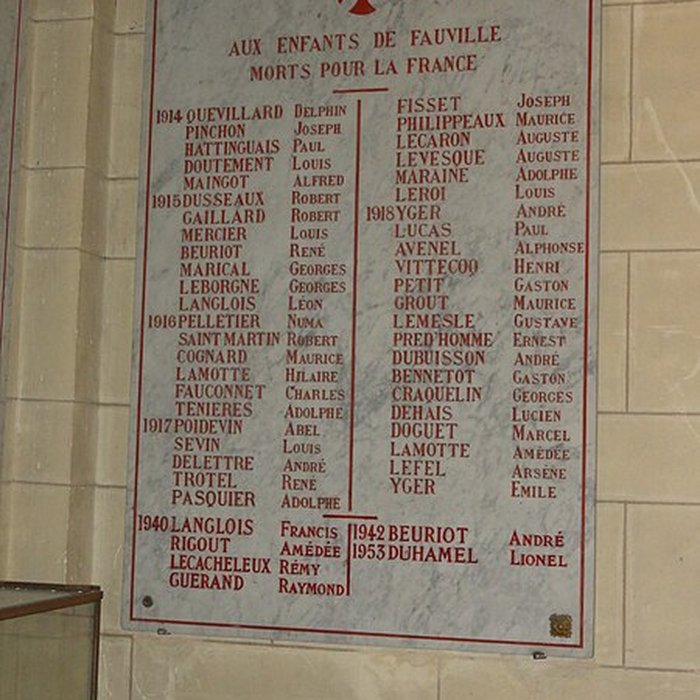 AUX ENFANTS DE FAUVILLE
MORTS POUR LA FRANCE
1914 QUEVILLARD DELPHIN
PINCHON JOSEPH
HATTINGUAIS PAUL
DOUTEMENT LOUIS
MAINGOT ALFRED
1915 DUSSEAUX ROBERT
GAILLARD ROBERT
MERCIER LOUIS
BEURIOT RENÉ
MARICAL GEORGES
LEBORGNE GEORGES
LANGLOIS LÉON
1916 PELLETIER NUMA
SAINT MARTIN ROBERT
COGNARD MAURICE
LAMOTTE HILAIRE
FAUCONNET CHARLES
TENIERES ADOLPHE
1917 POIDEVIN ABEL
SEVIN LOUIS
DELETTRE ANDRÉ
TROTEL RENÉ
PASQUIER ADOLPHE
FISSET JOSEPH
PHILIPPEAUX MAURICE
LECARON AUGUSTE
LEVESQUE AUGUSTE
MARAINE ADOLPHE
LEROI LOUIS
1918 YGER ANDRÉ
LUCAS PAUL
AVENEL ALPHONSE
VITTECOQ HENRI
PETIT GASTON
GROUT MAURICE
LEMESLE GUSTAVE
PRED'HOMME ERNEST
DUBUISSON ANDRÉ
BENNETOT GASTON
CRAQUELIN GEORGES
DEHAIS LUCIEN
DOGUET MARCEL
LAMOTTE AMÉDÉE
LEFEL ARSÈNE
YGER EMILE
1940 LANGLOIS FRANCIS
RIGOUT AMÉDÉE
LECACHELEUX RÉMY
GUERAND RAYMOND
1942 BEURIOT ANDRÉ
1953 DUHAMEL LIONEL